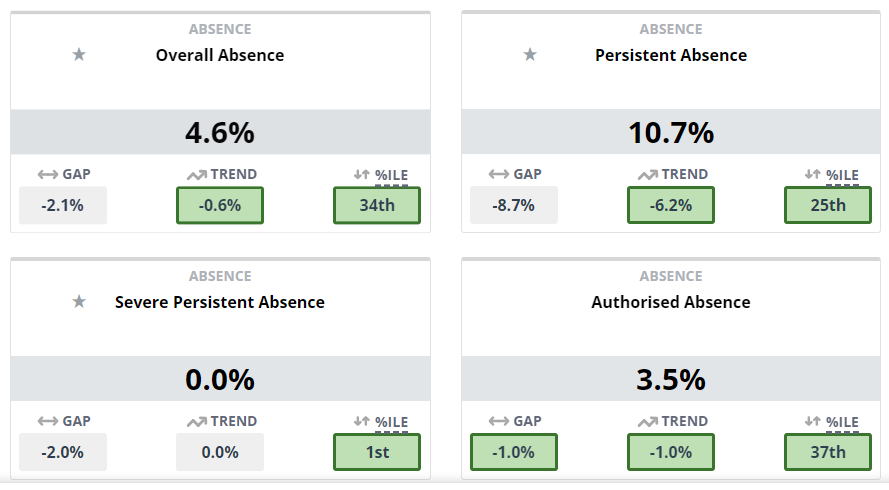 ABSENCE
Overall Absence
4.6%
GAP TREND %ILE
-2.1% -0.6% 34th
ABSENCE
Persistent Absence
10.7%
GAP TREND %ILE
-8.7% -6.2% 25th
ABSENCE
Severe Persistent Absence
0.0%
GAP TREND %ILE
-2.0% 0.0% 1st
ABSENCE
Authorised Absence
3.5%
GAP TREND %ILE
-1.0% -1.0% 37th